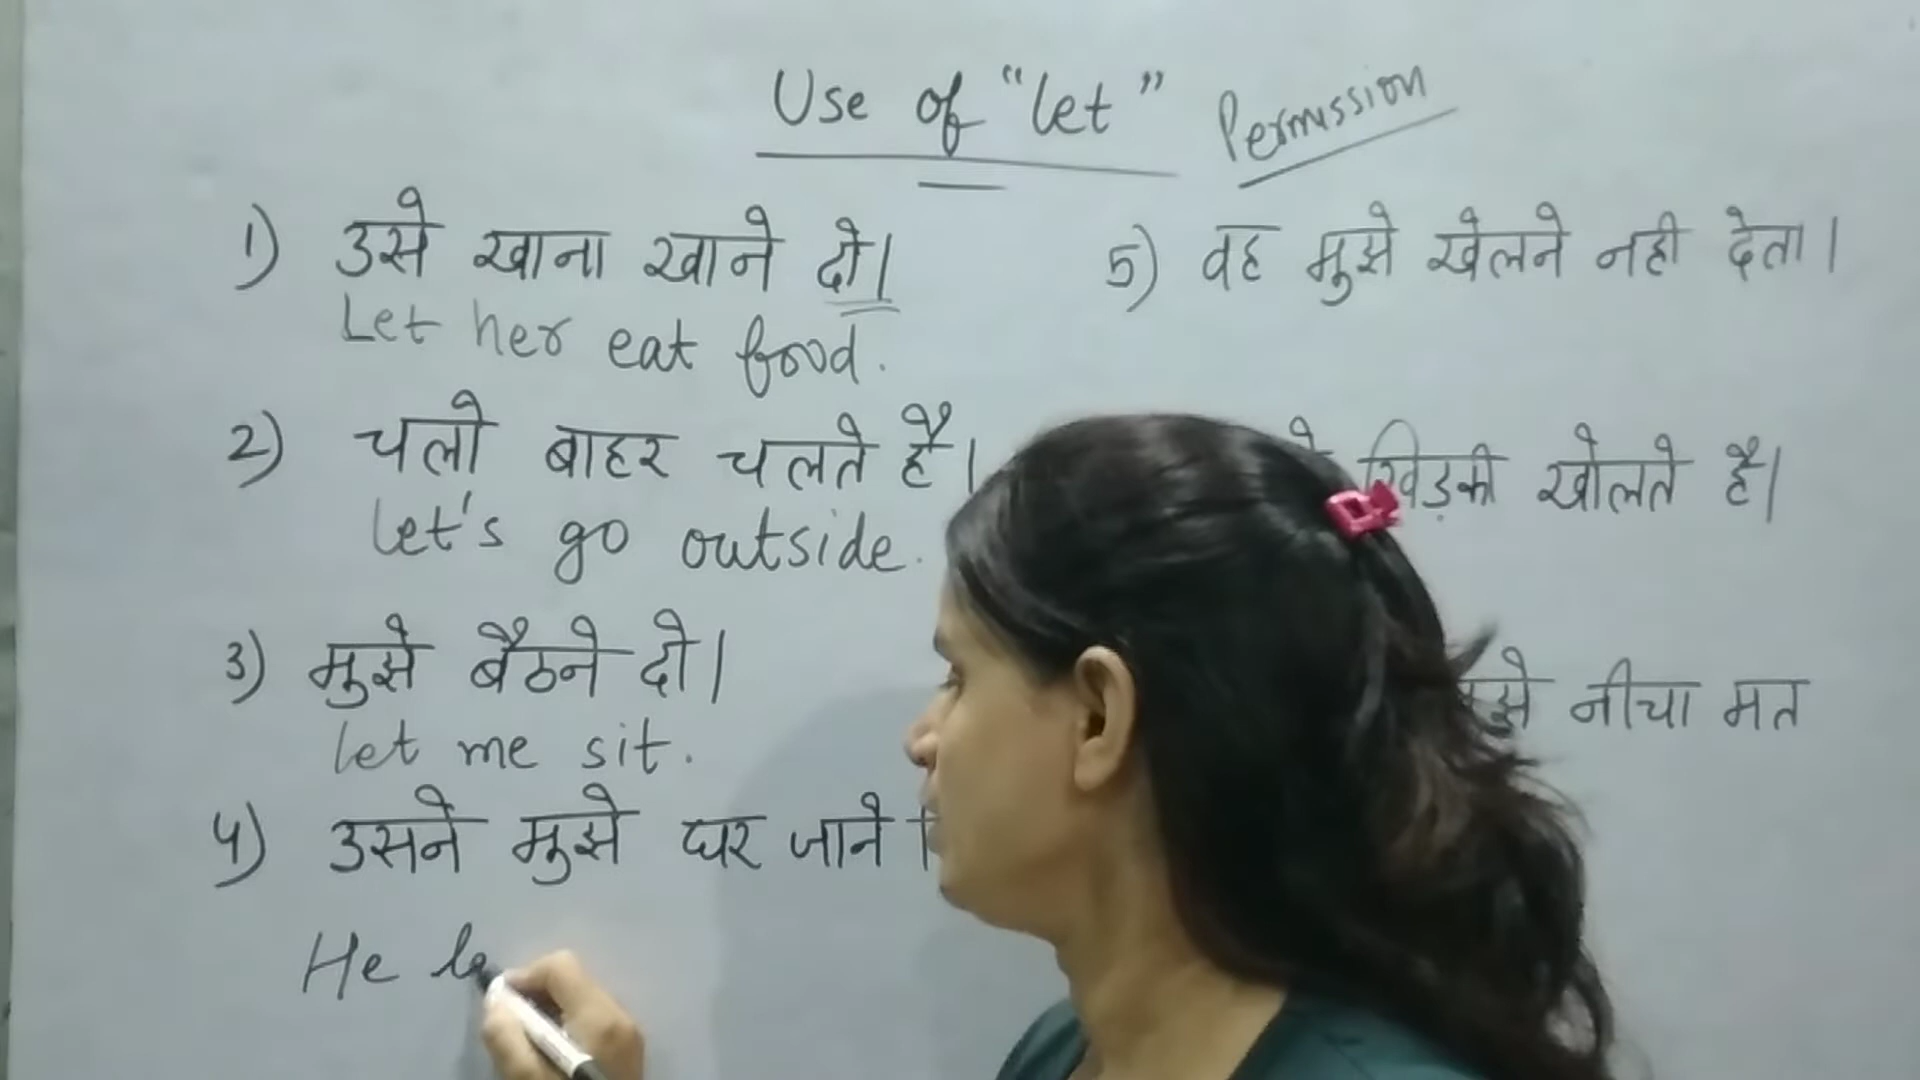 Use of "let" Permission
1) उसे खाना खाने दो।
Let her eat food.
2) चलो बाहर चलते है।
let's go outside.
3) मुझे बैठने दो।
let me sit.
4) उसने मुझे घर जाने
He le
5) वह मुझे खेलने नही देता।
खिड़की खोलते है।
नीचा मत